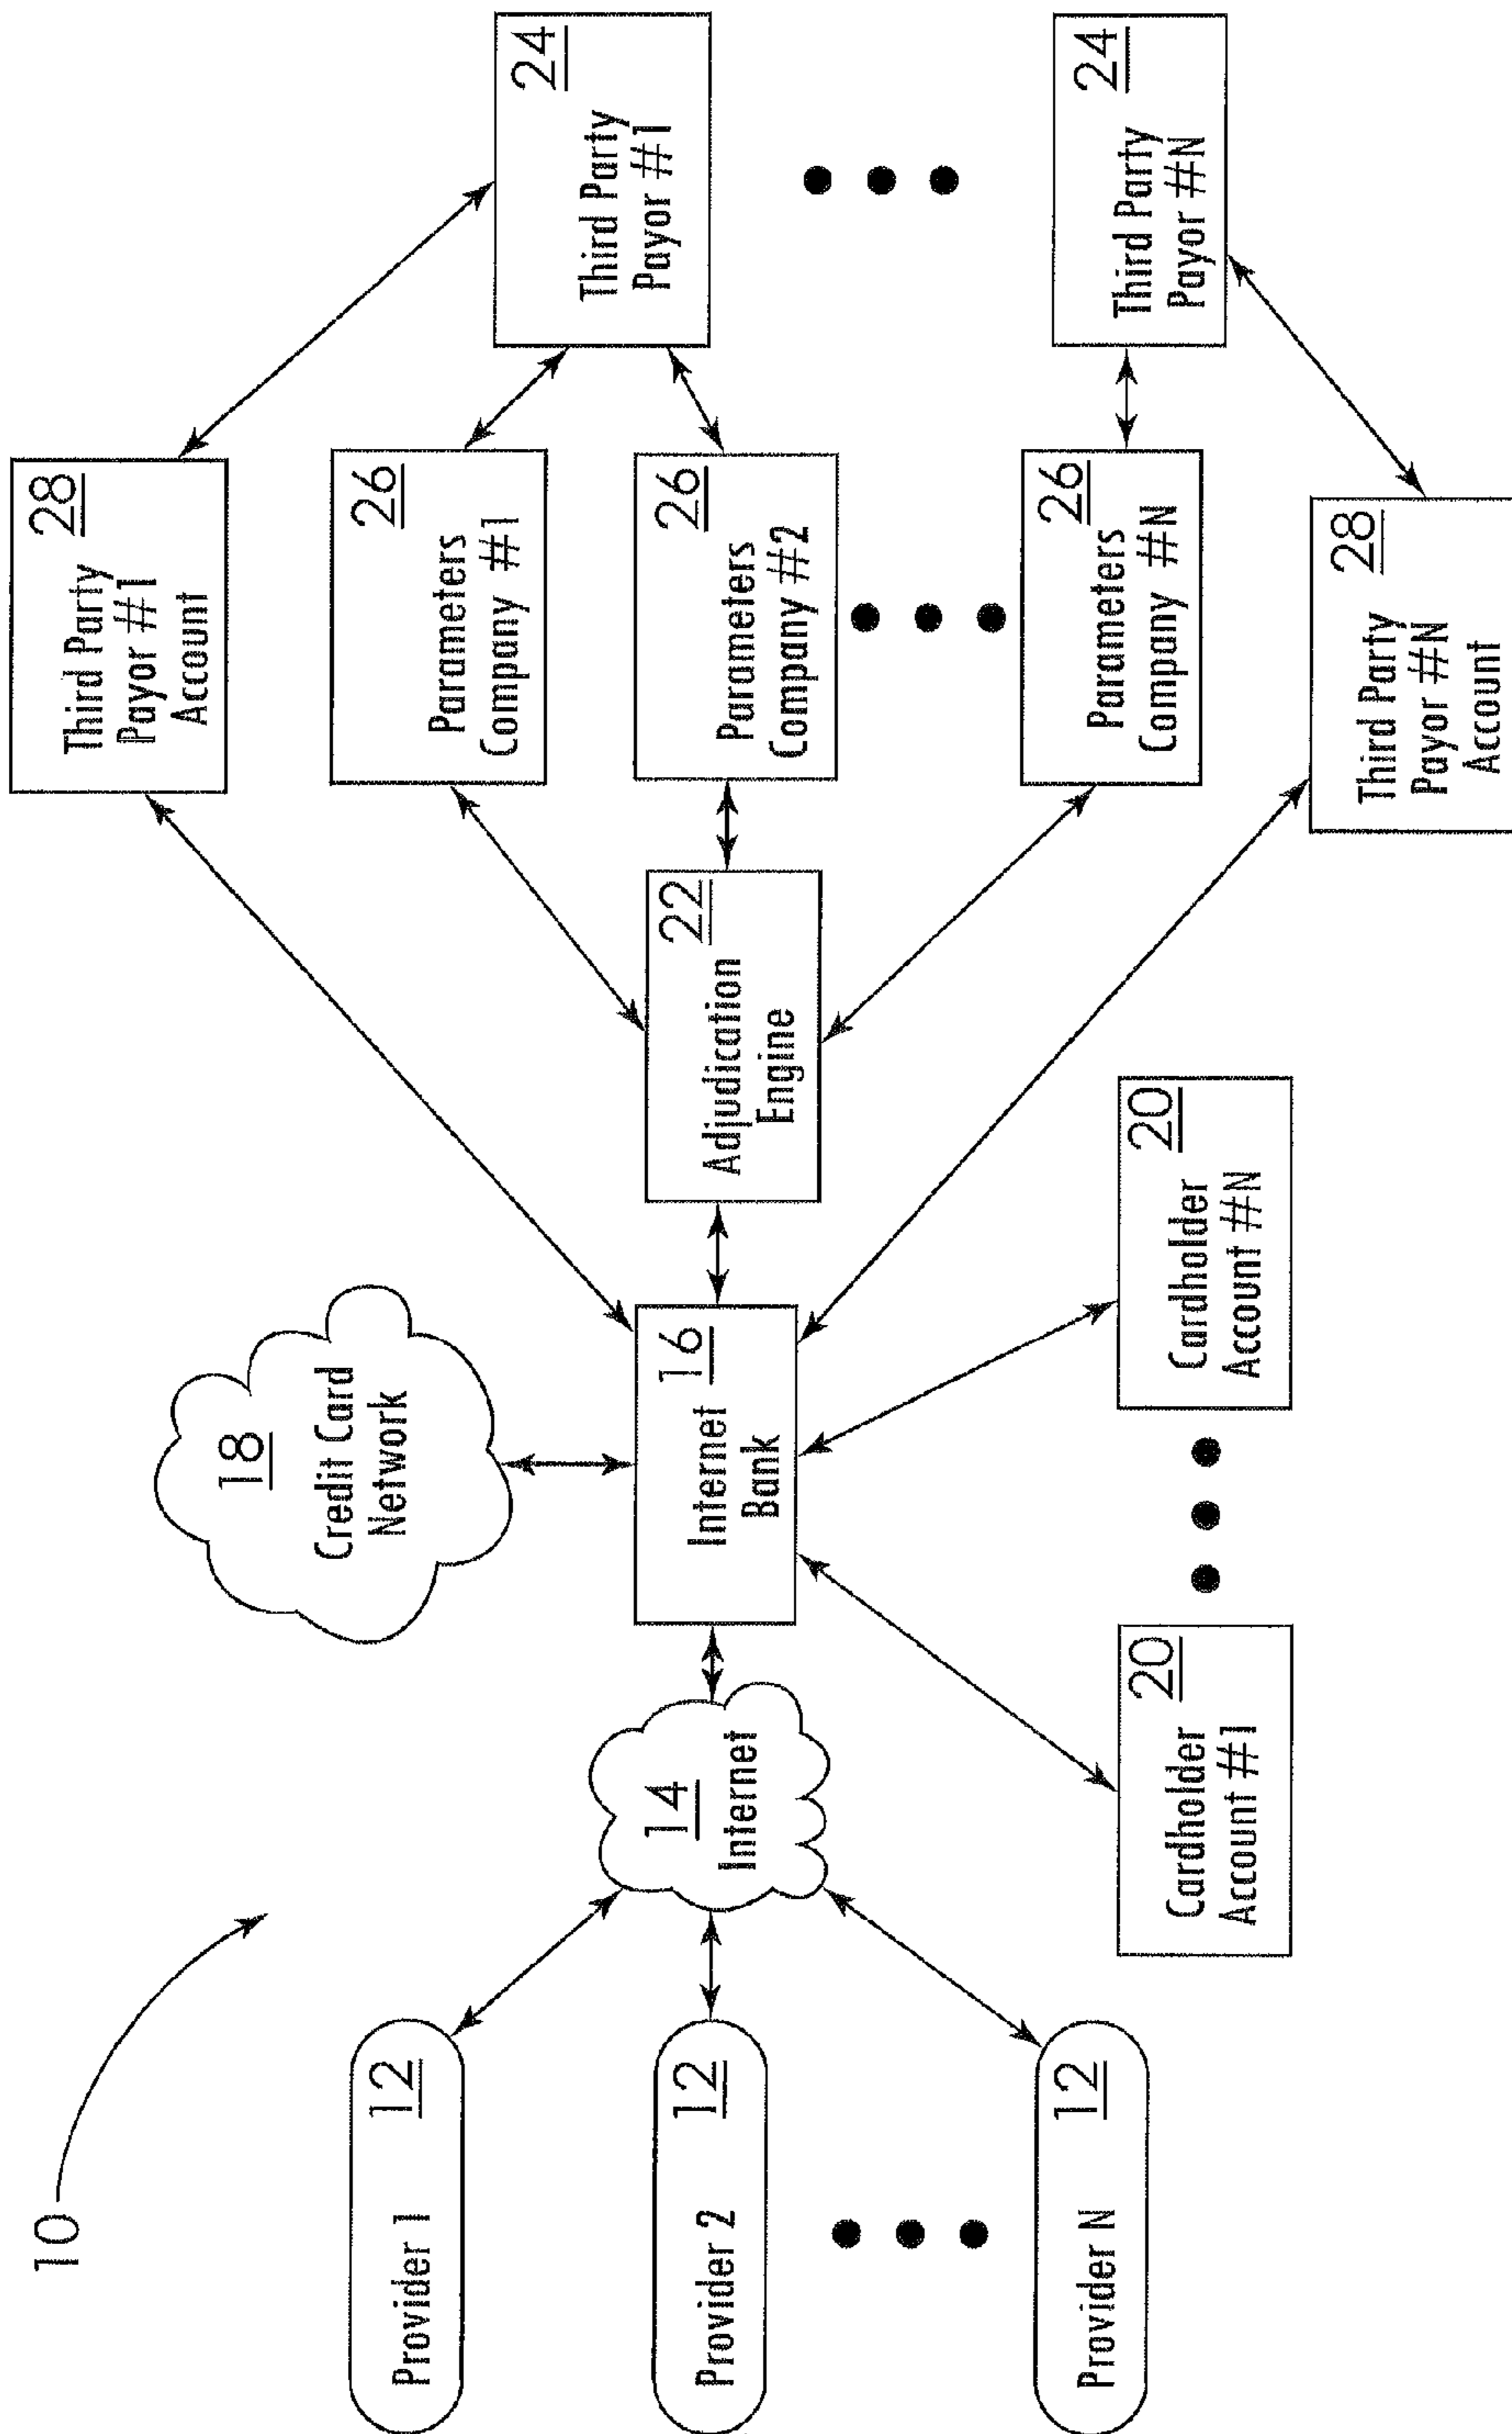 10
Provider 1
12
Provider 2
12
Provider N
12
14
Internet
18
Credit Card
Network
Internet
Bank
16
Cardholder
Account #1
20
Cardholder
Account #N
20
Adjudication
Engine
22
Third Party
Payor #1
Account
28
Parameters
Company #1
26
Parameters
Company #2
26
Parameters
Company #N
26
Third Party
Payor #N
Account
28
Third Party
Payor #1
24
Third Party
Payor #N
24